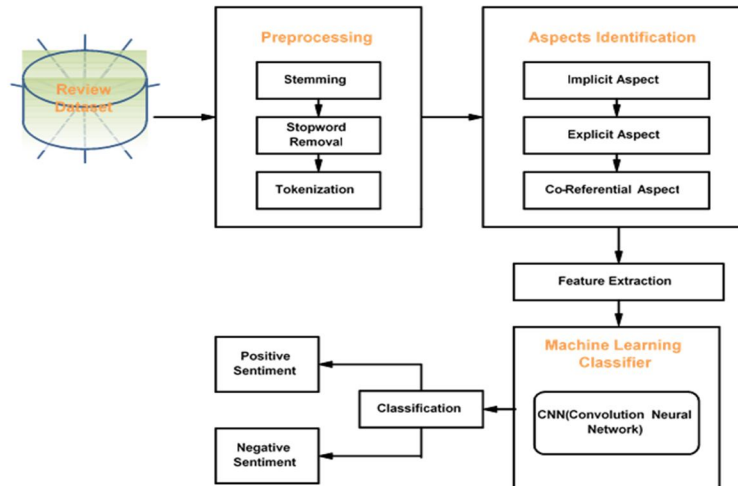 Review
Dataset
Preprocessing
Stemming
Stopword
Removal
Tokenization
Aspects Identification
Implicit Aspect
Explicit Aspect
Co-Referential Aspect
Feature Extraction
Machine Learning
Classifier
CNN(Convolution Neural
Network)
Classification
Positive
Sentiment
Negative
Sentiment